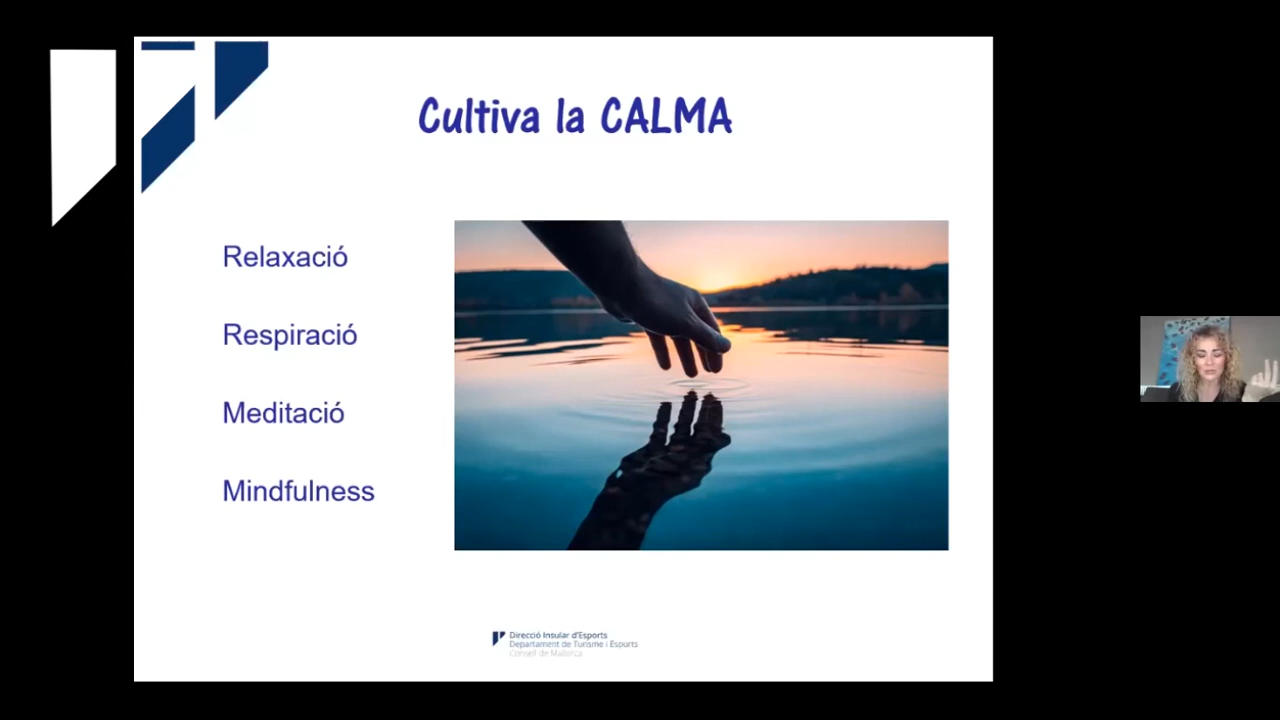 Cultiva la CALMA
Relaxació
Respiració
Meditació
Mindfulness
Direcció Insular d'Esports
Departament de Turisme i Esports
Consell de Mallorca